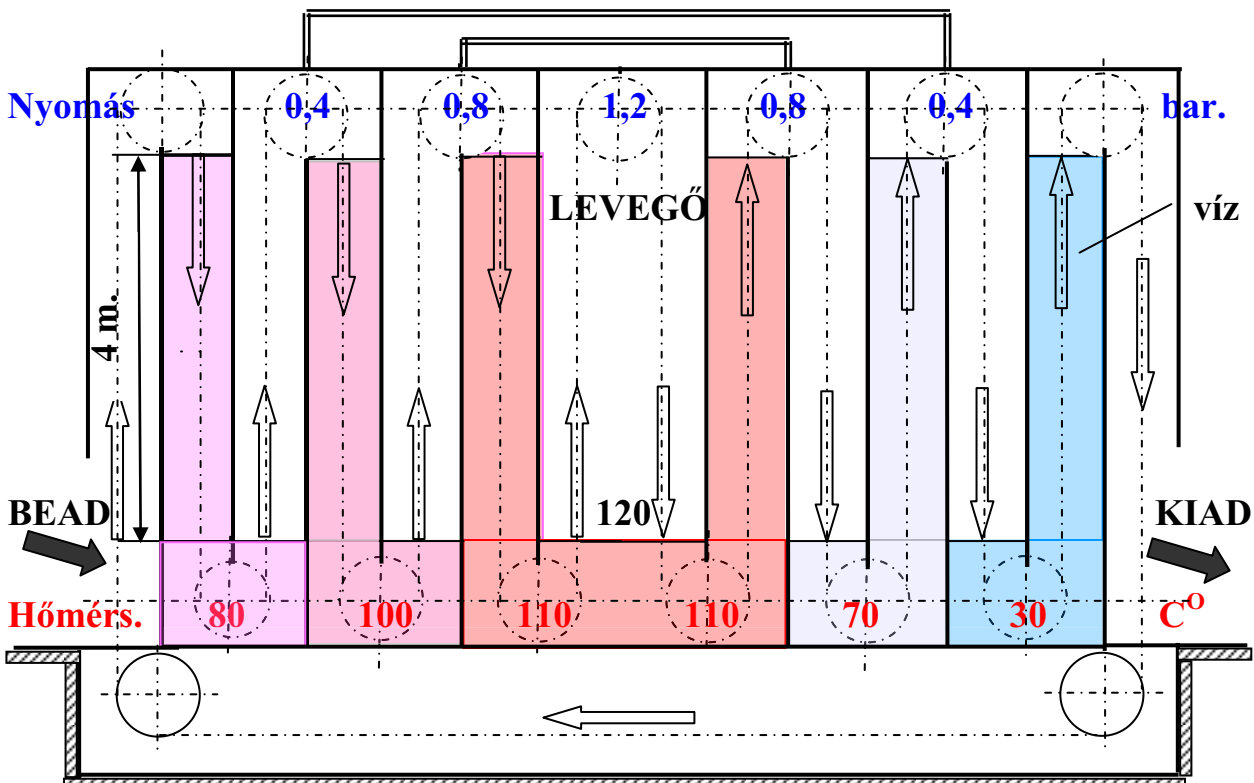 Nyomás 0,4 0,8 1,2 0,8 0,4 bar.
LEVEGŐ víz
4 m.
BEAD 120 KIAD
Hőmérs. 80 100 110 110 70 30 C^O